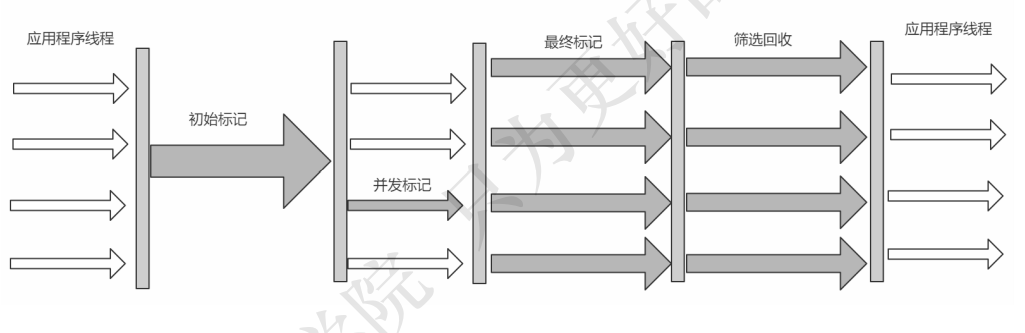 应用程序线程
初始标记
并发标记
最终标记
筛选回收
应用程序线程
学院 只为更好的